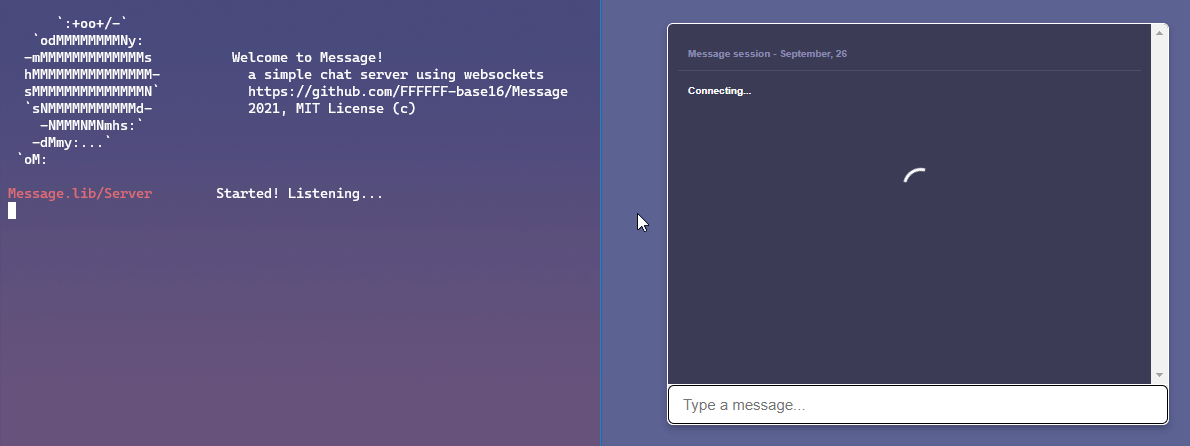 `:+oo+/-`
`odMMMMMMMMNy:
-mMMMMMMMMMMMMMs Welcome to Message!
hMMMMMMMMMMMMMMM- a simple chat server using websockets
sMMMMMMMMMMMMMMN` https://github.com/FFFFFF-base16/Message
`sNMMMMMMMMMMMd- 2021, MIT License (c)
-NMMMNMNmhs:`
-dMmy:...`
`oM:
Message.lib/Server Started! Listening...
Message session - September, 26
Connecting...
Type a message...